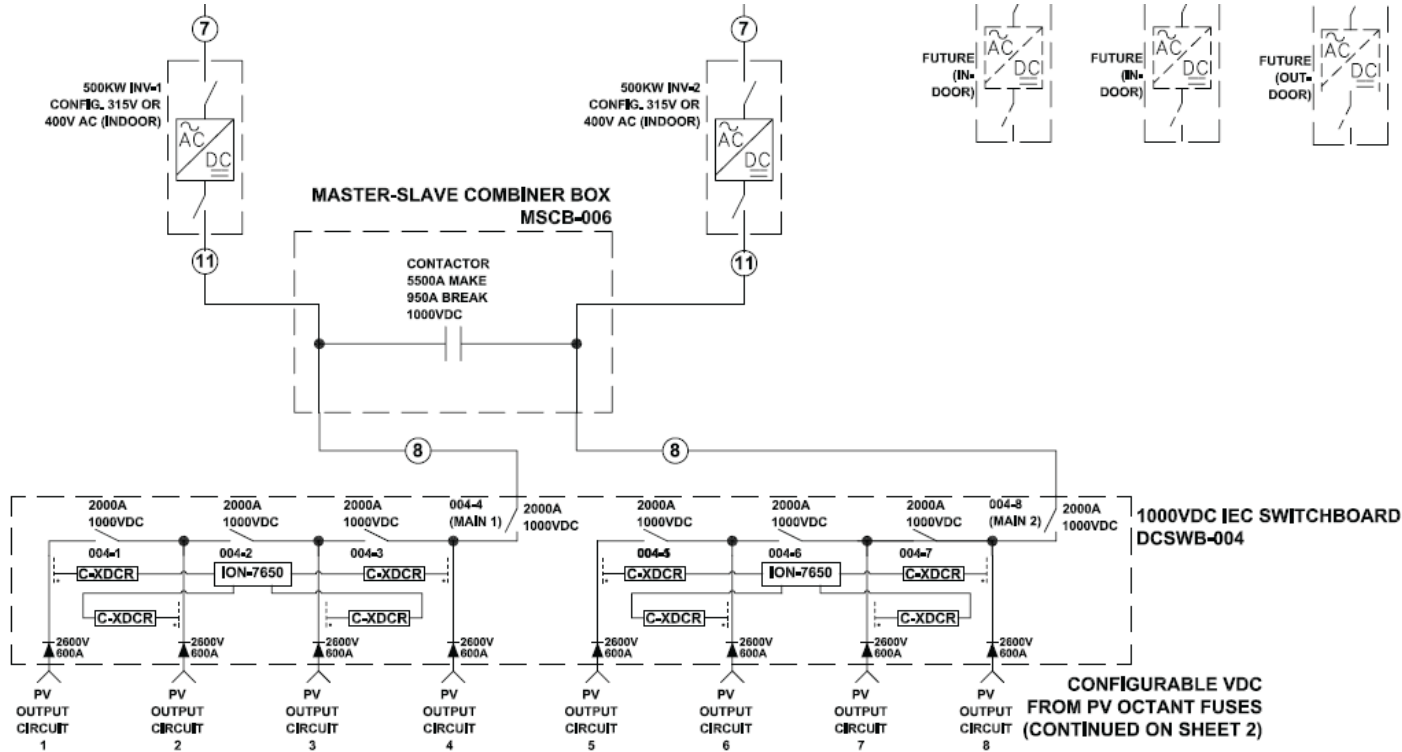 7
500KW INV-1
CONFIG. 315V OR
400V AC (INDOOR)
AC
DC
11
7
500KW INV-2
CONFIG. 315V OR
400V AC (INDOOR)
AC
DC
11
FUTURE
(IN-
DOOR)
AC
DC
FUTURE
(IN-
DOOR)
AC
DC
FUTURE
(OUT-
DOOR)
AC
DC
MASTER-SLAVE COMBINER BOX
MSCB-006
CONTACTOR
5500A MAKE
950A BREAK
1000VDC
8
8
2000A
1000VDC
2000A
1000VDC
2000A
1000VDC
004-4
(MAIN 1)
2000A
1000VDC
2000A
1000VDC
2000A
1000VDC
2000A
1000VDC
004-8
(MAIN 2)
2000A
1000VDC
1000VDC IEC SWITCHBOARD
DCSWB-004
004-1
004-2
004-3
004-5
004-6
004-7
C-XDCR
ION-7650
C-XDCR
C-XDCR
ION-7650
C-XDCR
C-XDCR
C-XDCR
C-XDCR
C-XDCR
2600V
600A
2600V
600A
2600V
600A
2600V
600A
2600V
600A
2600V
600A
2600V
600A
2600V
600A
PV
OUTPUT
CIRCUIT
1
PV
OUTPUT
CIRCUIT
2
PV
OUTPUT
CIRCUIT
3
PV
OUTPUT
CIRCUIT
4
PV
OUTPUT
CIRCUIT
5
PV
OUTPUT
CIRCUIT
6
PV
OUTPUT
CIRCUIT
7
PV
OUTPUT
CIRCUIT
8
CONFIGURABLE VDC
FROM PV OCTANT FUSES
(CONTINUED ON SHEET 2)